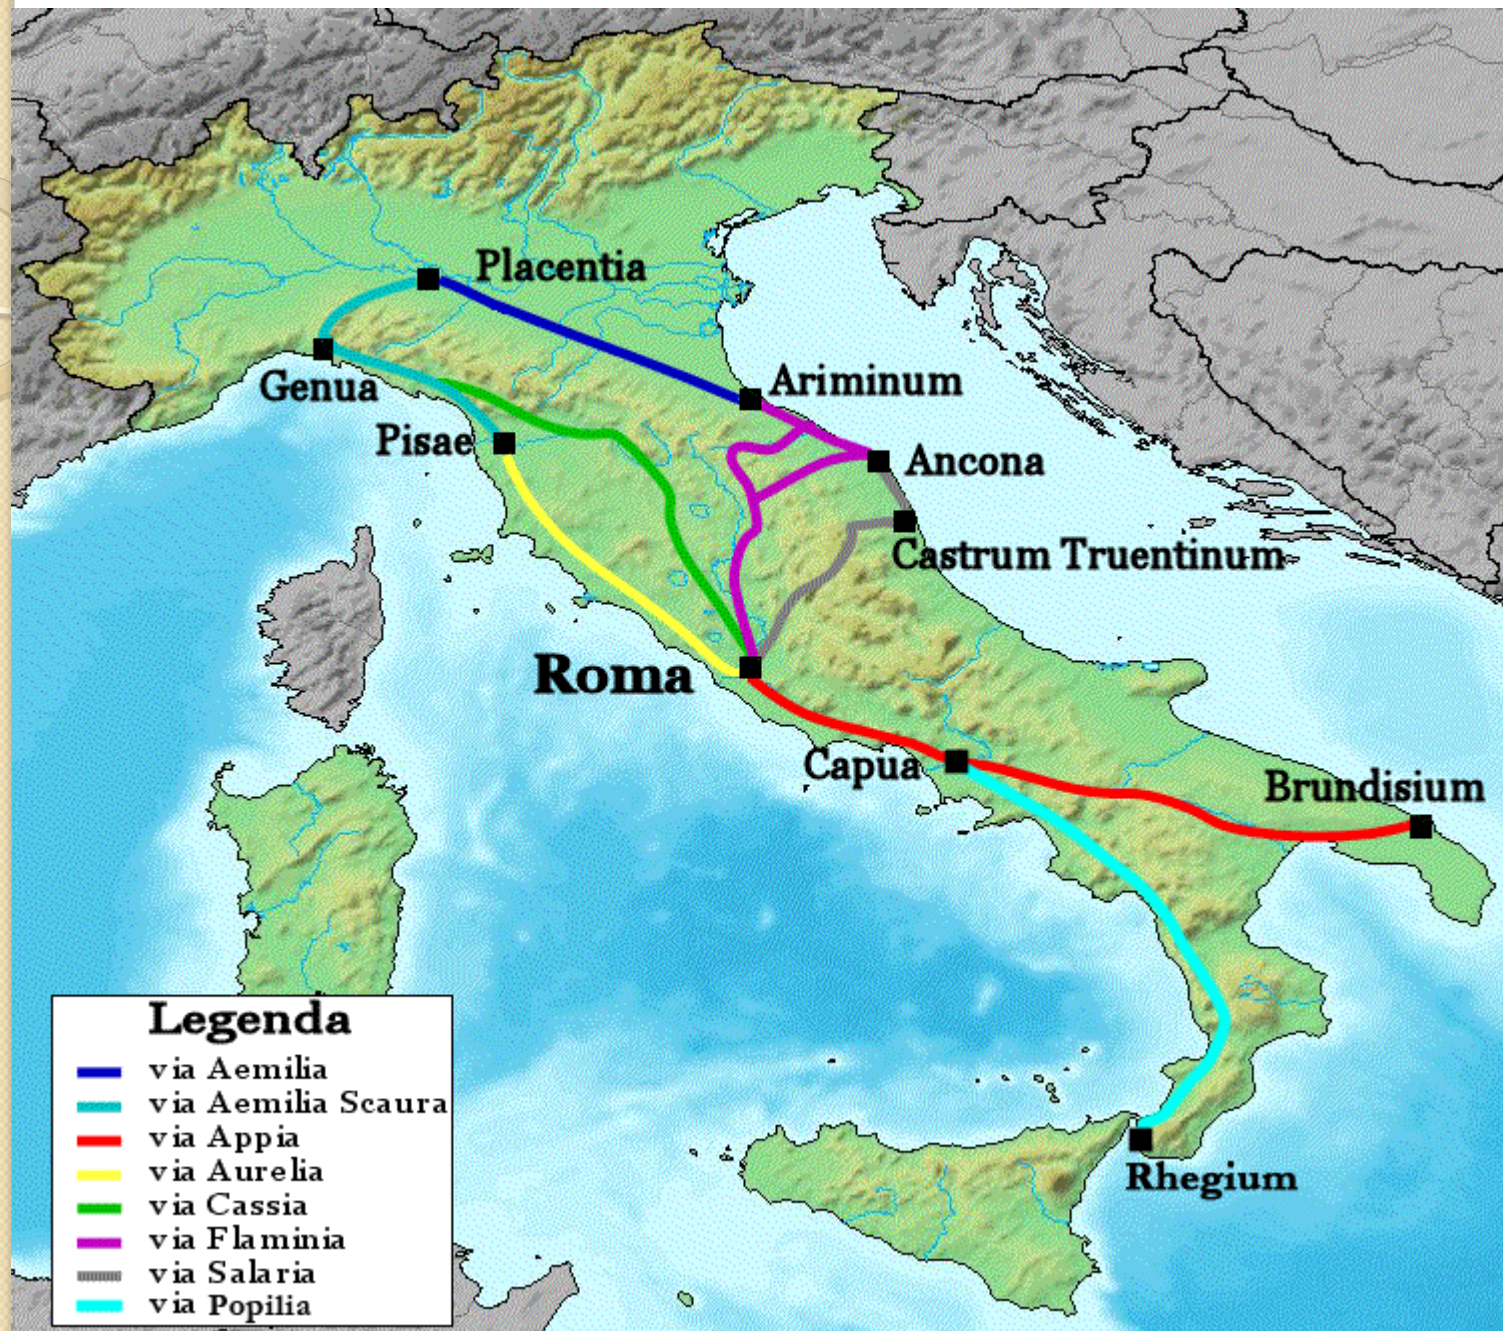 Placentia
Ariminum
Genua
Pisae
Ancona
Castrum Truentinum
Roma
Capua
Brundisium
Rhegium
Legenda
via Aemilia
via Aemilia Scaura
via Appia
via Aurelia
via Cassia
via Flaminia
via Salaria
via Popilia